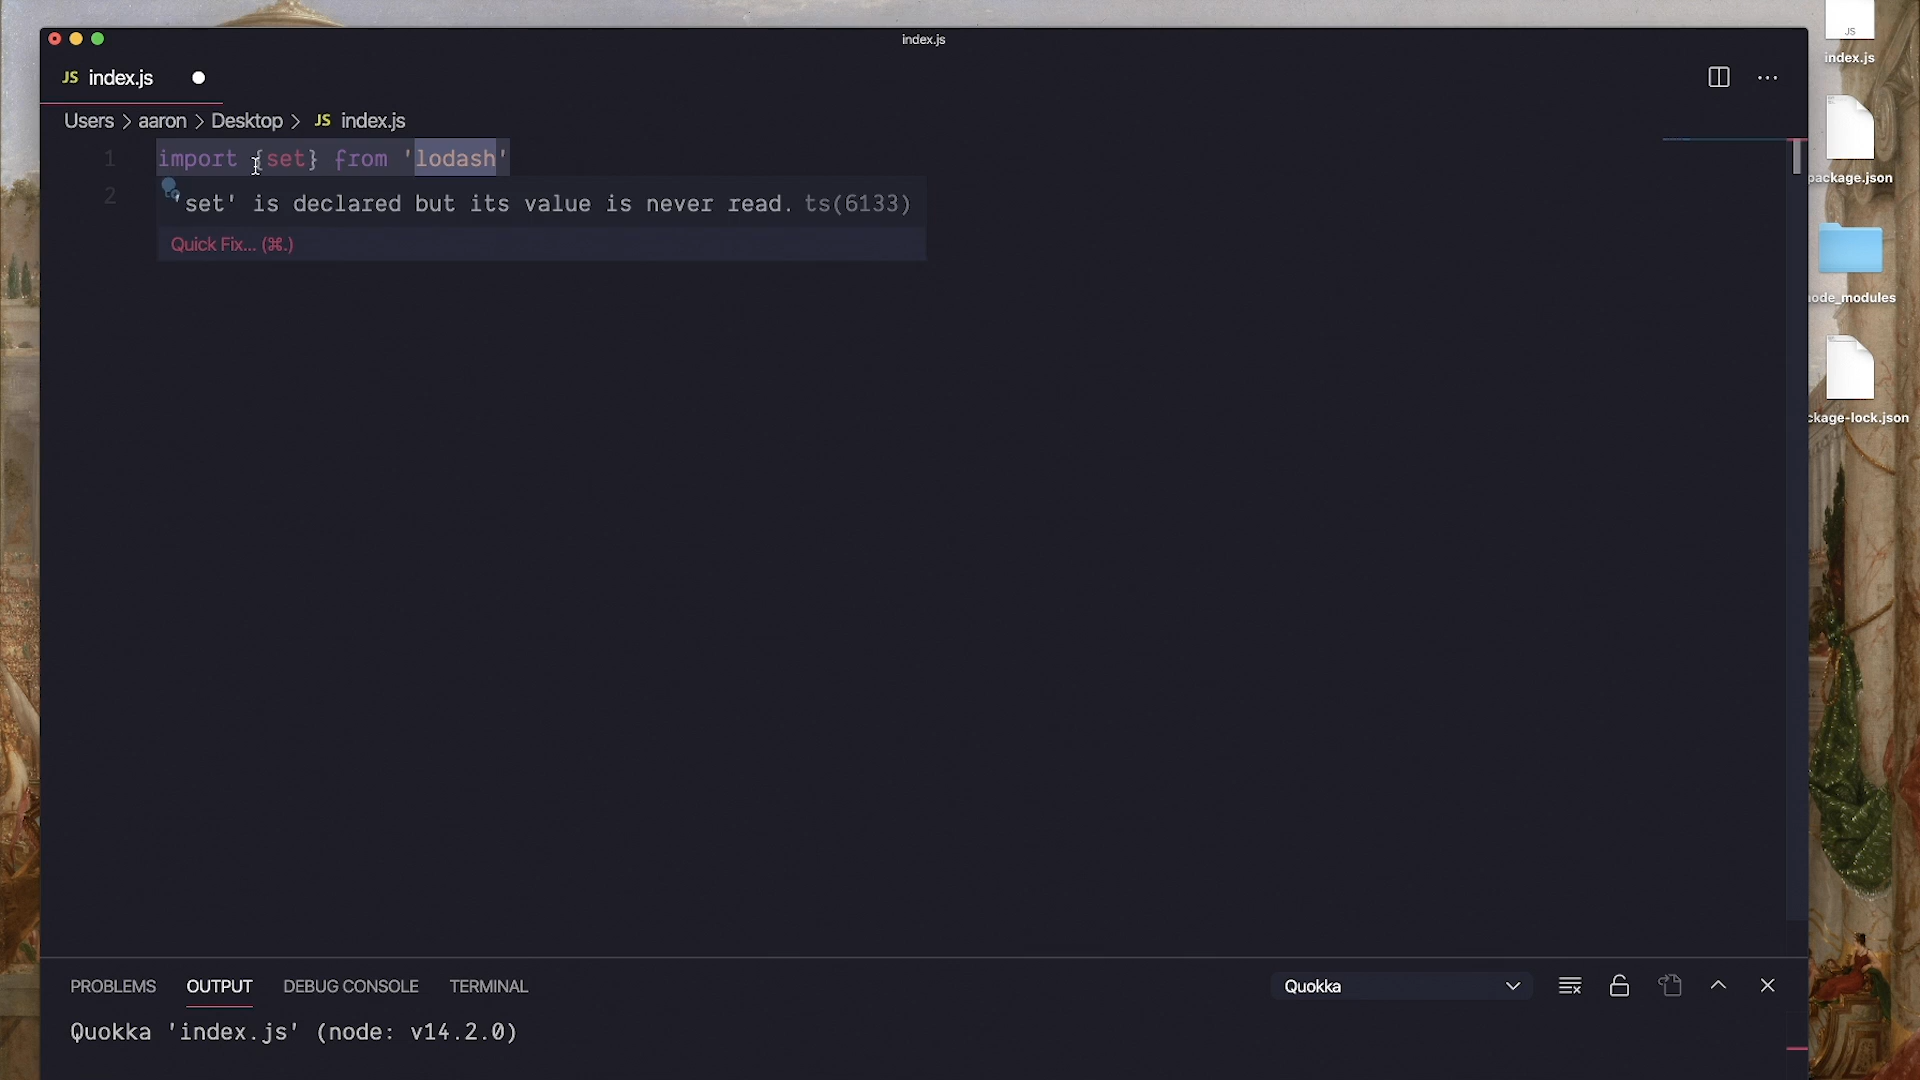 index.js
JS index.js
Users > aaron > Desktop > JS index.js
1 import {set} from 'lodash'
2
'set' is declared but its value is never read. ts(6133)
Quick Fix... (⌘.)
PROBLEMS OUTPUT DEBUG CONSOLE TERMINAL
Quokka
Quokka 'index.js' (node: v14.2.0)
JS
index.js
package.json
node_modules
ckage-lock.json